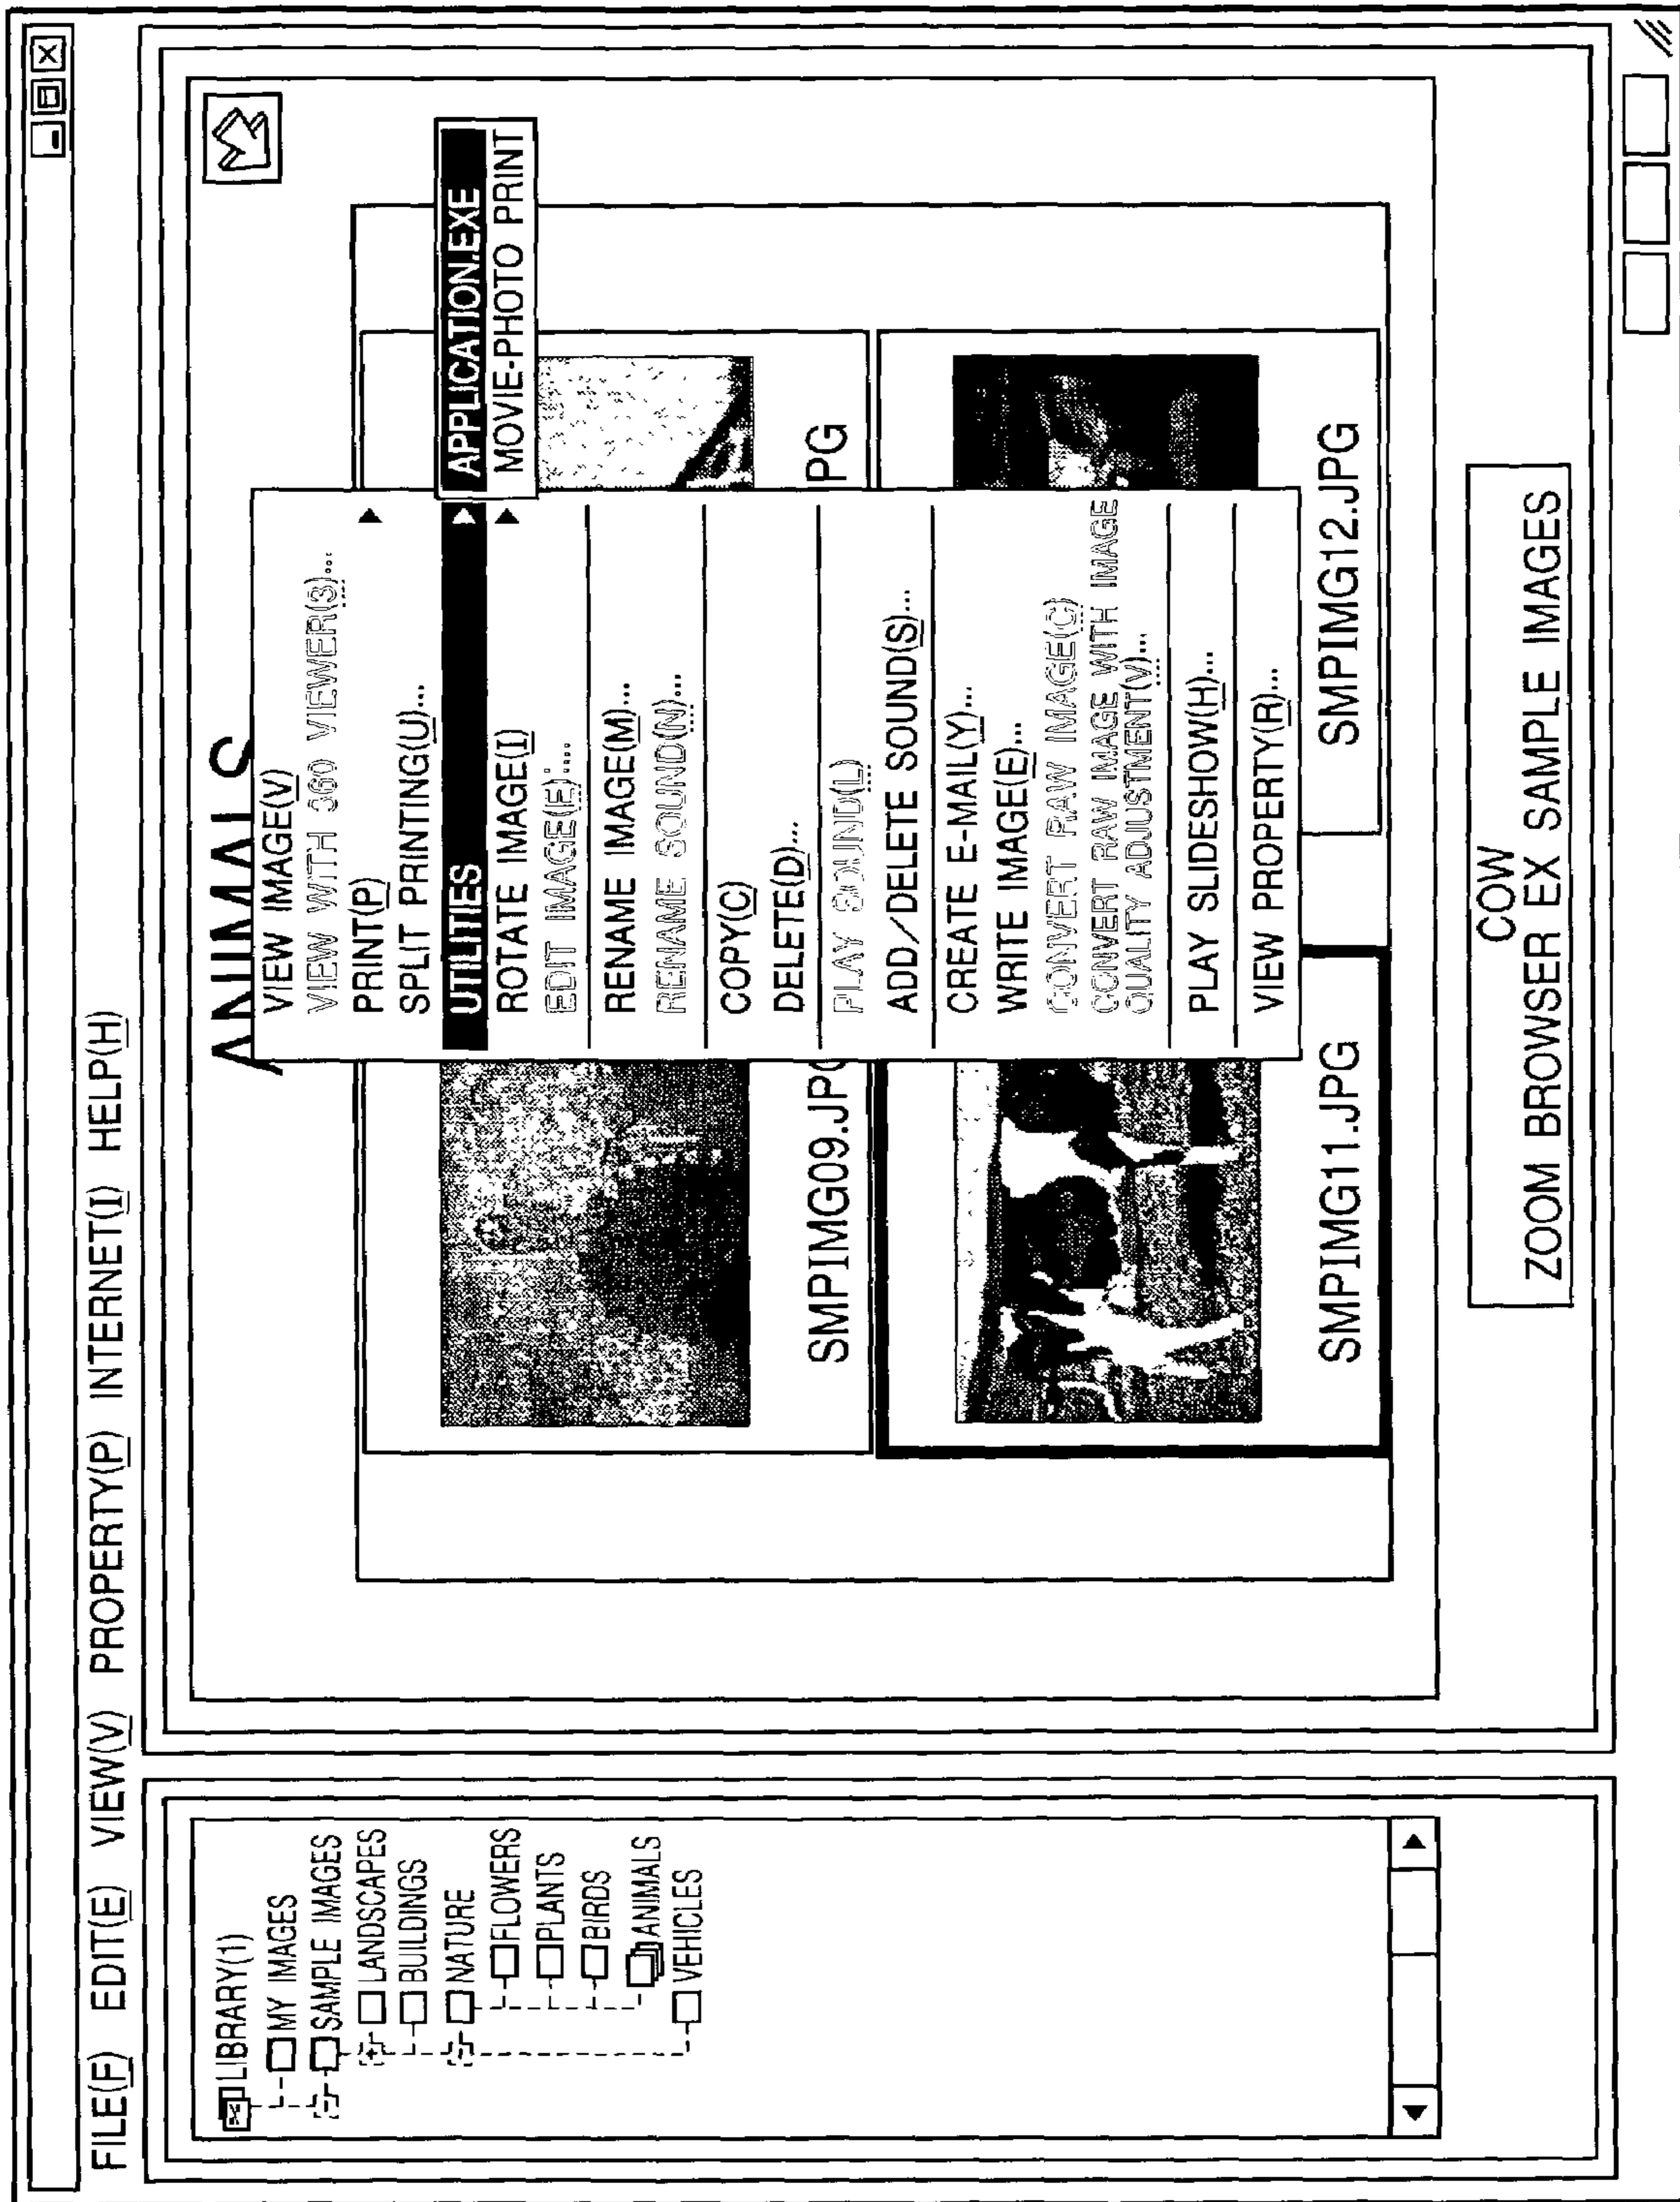 FILE(F) EDIT(E) VIEW(V) PROPERTY(P) INTERNET(I) HELP(H)
LIBRARY(1)
MY IMAGES
SAMPLE IMAGES
LANDSCAPES
BUILDINGS
NATURE
FLOWERS
PLANTS
BIRDS
ANIMALS
VEHICLES
ANIMALS
VIEW IMAGE(V)
VIEW WITH 360 VIEWER(3)...
PRINT(P)
SPLIT PRINTING(U)...
UTILITIES
ROTATE IMAGE(I)
EDIT IMAGE(E)...
RENAME IMAGE(M)...
RENAME SOUND(N)...
COPY(C)
DELETE(D)...
PLAY SOUND(L)
ADD/DELETE SOUND(S)...
CREATE E-MAIL(Y)...
WRITE IMAGE(E)...
CONVERT RAW IMAGE(C)
CONVERT RAW IMAGE WITH IMAGE
QUALITY ADJUSTMENT(V)...
PLAY SLIDESHOW(H)...
VIEW PROPERTY(R)...
APPLICATION.EXE
MOVIE-PHOTO PRINT
SMPIMG09.JPG
PG
SMPIMG11.JPG
SMPIMG12.JPG
COW
ZOOM BROWSER EX SAMPLE IMAGES